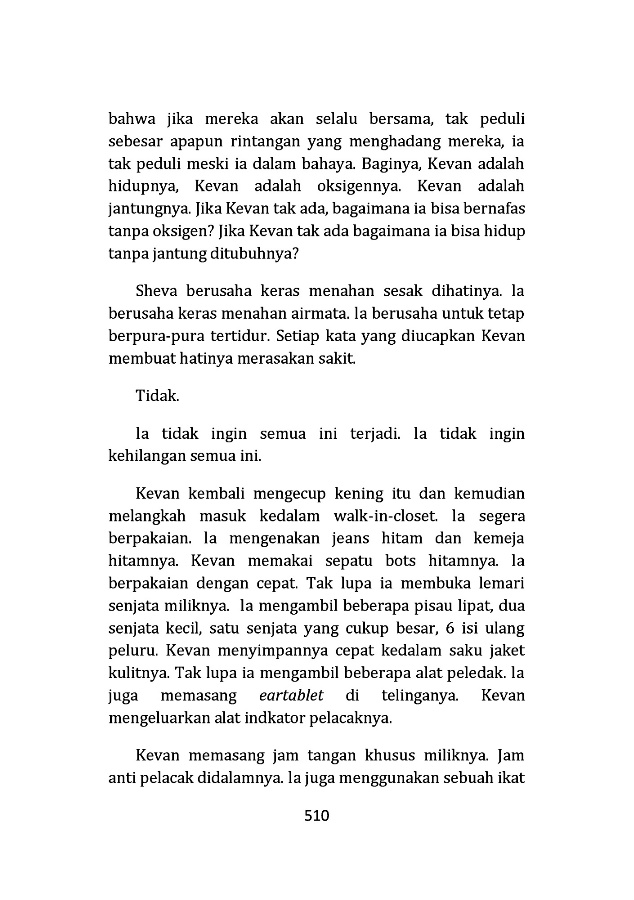 bahwa jika mereka akan selalu bersama, tak peduli
sebesar apapun rintangan yang menghadang mereka, ia
tak peduli meski ia dalam bahaya. Baginya, Kevan adalah
hidupnya, Kevan adalah oksigennya. Kevan adalah
jantungnya. Jika Kevan tak ada, bagaimana ia bisa bernafas
tanpa oksigen? Jika Kevan tak ada bagaimana ia bisa hidup
tanpa jantung ditubuhnya?
Sheva berusaha keras menahan sesak dihatinya. Ia
berusaha keras menahan airmata. Ia berusaha untuk tetap
berpura-pura tertidur. Setiap kata yang diucapkan Kevan
membuat hatinya merasakan sakit.
Tidak.
Ia tidak ingin semua ini terjadi. Ia tidak ingin
kehilangan semua ini.
Kevan kembali mengecup kening itu dan kemudian
melangkah masuk kedalam walk-in-closet. Ia segera
berpakaian. Ia mengenakan jeans hitam dan kemeja
hitamnya. Kevan memakai sepatu bots hitamnya. Ia
berpakaian dengan cepat. Tak lupa ia membuka lemari
senjata miliknya. Ia mengambil beberapa pisau lipat, dua
senjata kecil, satu senjata yang cukup besar, 6 isi ulang
peluru. Kevan menyimpannya cepat kedalam saku jaket
kulitnya. Tak lupa ia mengambil beberapa alat peledak. Ia
juga memasang eartablet di telinganya. Kevan
mengeluarkan alat indkator pelacaknya.
Kevan memasang jam tangan khusus miliknya. Jam
anti pelacak didalamnya. Ia juga menggunakan sebuah ikat
510